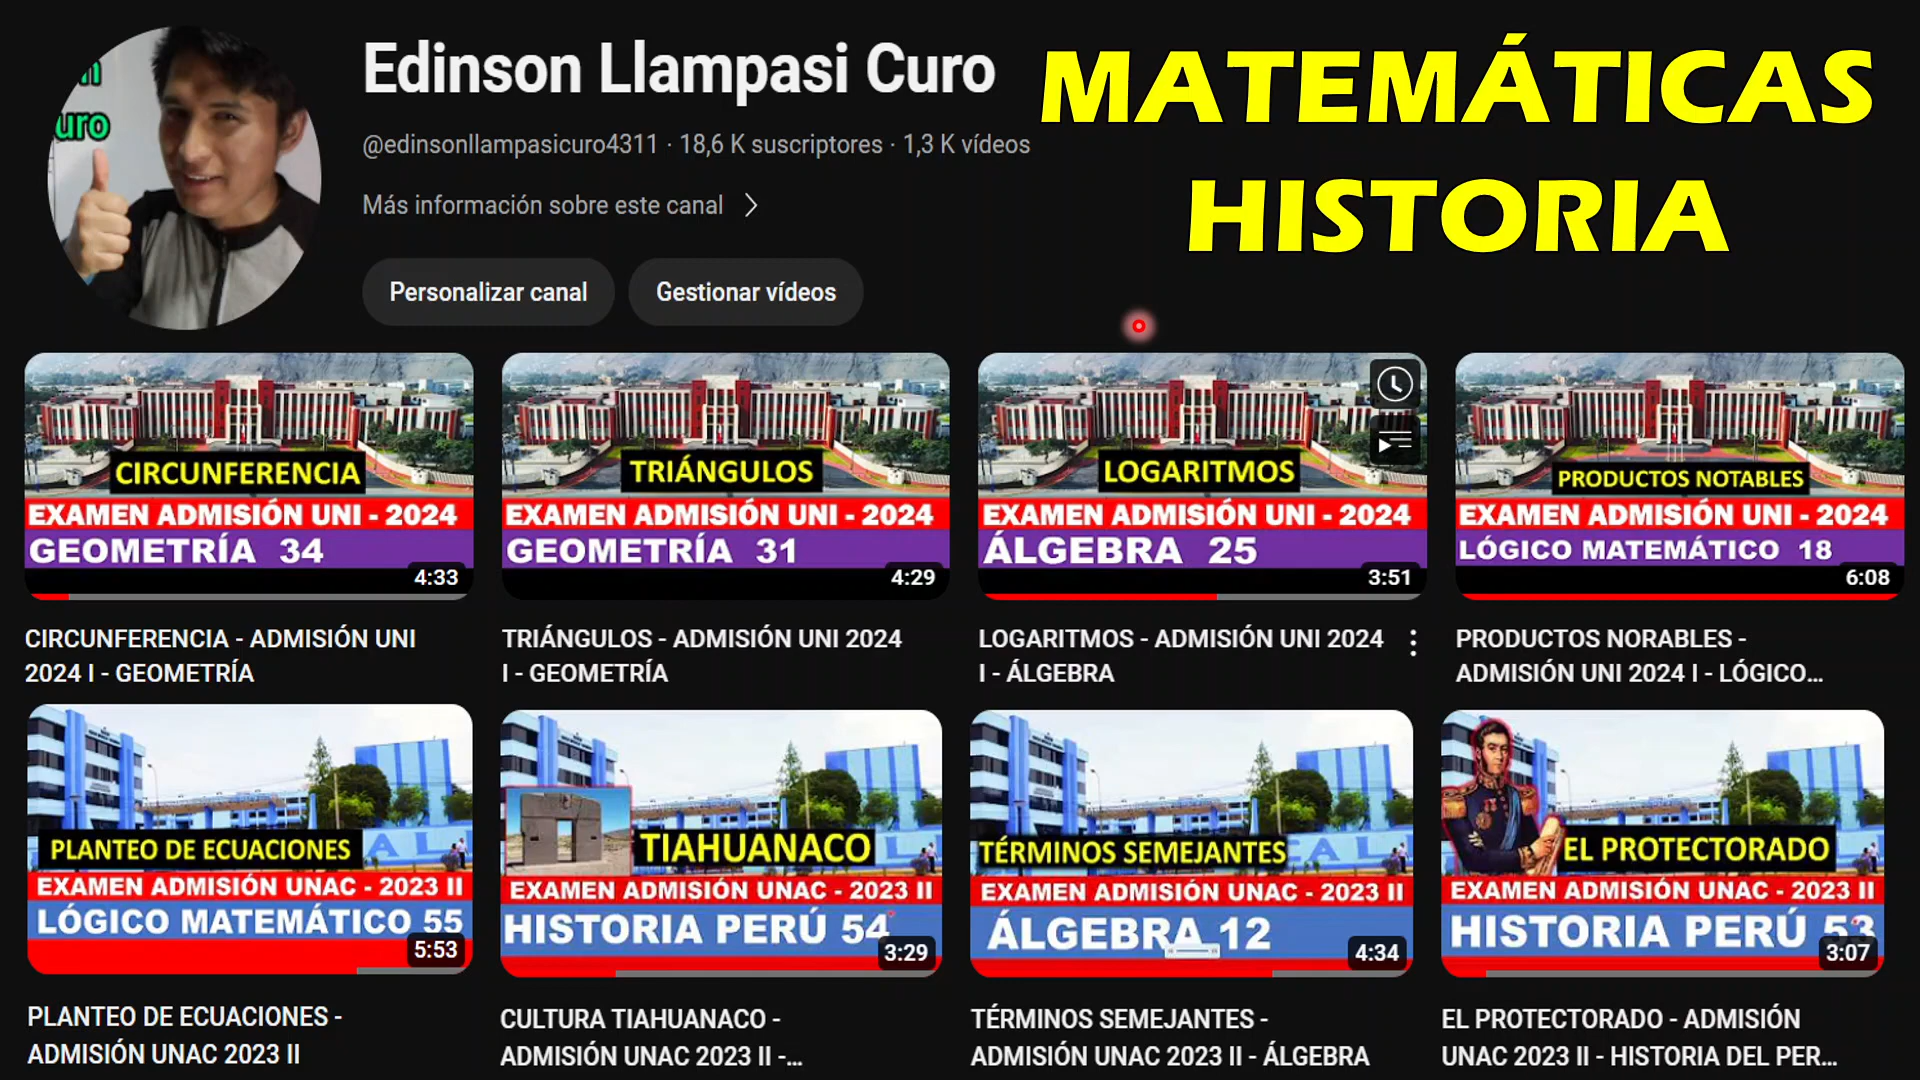 Edinson Llampasi Curo
MATEMÁTICAS
HISTORIA
uro
@edinsonllampasicuro4311 · 18,6 K suscriptores · 1,3 K vídeos
Más información sobre este canal
Personalizar canal
Gestionar vídeos
CIRCUNFERENCIA
EXAMEN ADMISIÓN UNI - 2024
GEOMETRÍA 34
4:33
CIRCUNFERENCIA - ADMISIÓN UNI
2024 I - GEOMETRÍA
TRIÁNGULOS
EXAMEN ADMISIÓN UNI - 2024
GEOMETRÍA 31
4:29
TRIÁNGULOS - ADMISIÓN UNI 2024
I - GEOMETRÍA
LOGARITMOS
EXAMEN ADMISIÓN UNI - 2024
ÁLGEBRA 25
3:51
LOGARITMOS - ADMISIÓN UNI 2024
I - ÁLGEBRA
PRODUCTOS NOTABLES
EXAMEN ADMISIÓN UNI - 2024
LÓGICO MATEMÁTICO 18
6:08
PRODUCTOS NORABLES -
ADMISIÓN UNI 2024 I - LÓGICO...
PLANTEO DE ECUACIONES
EXAMEN ADMISIÓN UNAC - 2023 II
LÓGICO MATEMÁTICO 55
5:53
PLANTEO DE ECUACIONES -
ADMISIÓN UNAC 2023 II
TIAHUANACO
EXAMEN ADMISIÓN UNAC - 2023 II
HISTORIA PERÚ 54
3:29
CULTURA TIAHUANACO -
ADMISIÓN UNAC 2023 II -...
TÉRMINOS SEMEJANTES
EXAMEN ADMISIÓN UNAC - 2023 II
ÁLGEBRA 12
4:34
TÉRMINOS SEMEJANTES -
ADMISIÓN UNAC 2023 II - ÁLGEBRA
EL PROTECTORADO
EXAMEN ADMISIÓN UNAC - 2023 II
HISTORIA PERÚ 53
3:07
EL PROTECTORADO - ADMISIÓN
UNAC 2023 II - HISTORIA DEL PER...